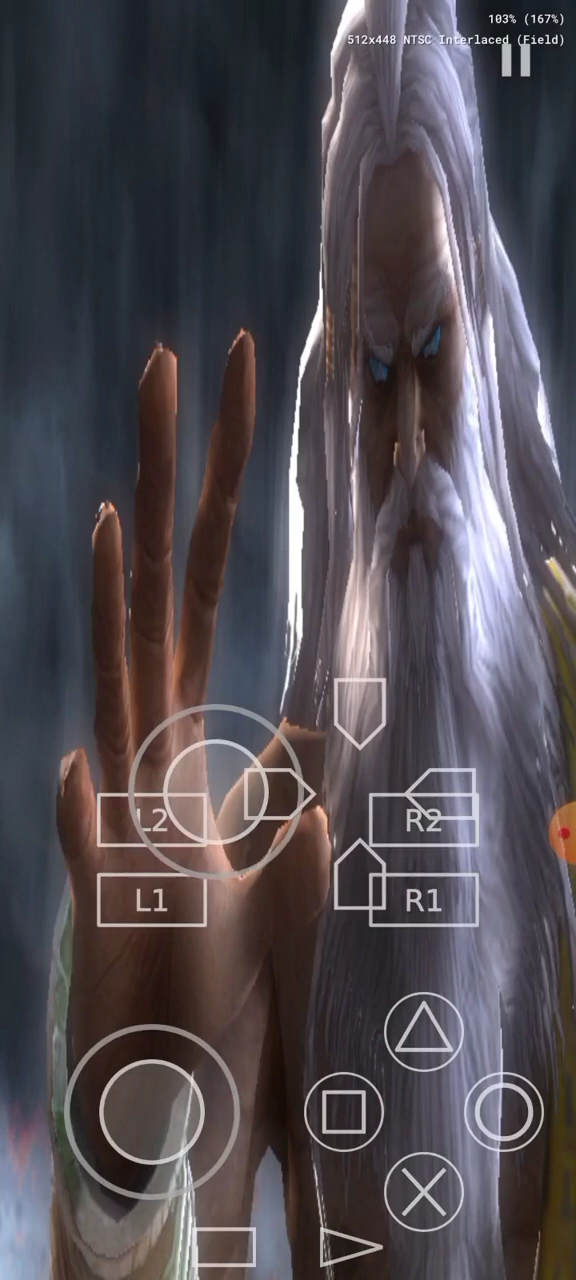 103% (167%)
512x448 NTSC Interlaced (Field)
L2
R2
L1
R1